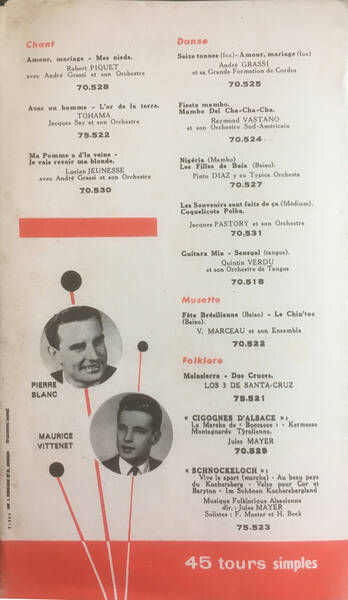 Chant
Amour, mariage - Mes pieds.
Robert PIQUET
avec André Grassi et son Orchestre
70.528
Avec un homme - L'or de la terre.
TOHAMA
Jacques Say et son Orchestre
75.522
Ma Pomme a d'la veine -
Je vais revoir ma blonde.
Lucien JEUNESSE
avec André Grassi et son Orchestre
70.530
PIERRE
BLANC
MAURICE
VITTENET
Danse
Seize tonnes (fox) - Amour, mariage (fox)
André GRASSI
et sa Grande Formation de Cordes
70.525
Fiesta mambo.
Mambo Del Cha-Cha-Cha.
Raymond VASTANO
et son Orchestre Sud-Américain
70.524
Nigéria (Mambo)
Les Filles de Baia (Baiao).
Pinto DIAZ y su Typica Orchesta
70.527
Les Souvenirs sont faits de ça (Médium).
Coquelicots Polka.
Jacques PASTORY et son Orchestre
70.531
Guitara Mia - Sensual (tangos).
Quintin VERDU
et son Orchestre de Tangos
70.518
Musette
Fête Brésilienne (Baiao) - Le Chin'toc
(Baiao).
V. MARCEAU et son Ensemble
70.522
Folklore
Malasierra - Dos Cruces.
LOS 3 DE SANTA-CRUZ
75.521
« CIGOGNES D'ALSACE » :
La Marche de « Boccacce » - Kermesse
Montagnarde Tyrolienne.
Jules MAYER
70.529
« SCHNOCKELOCH » :
Vive le sport (marche) - Au beau pays
du Kochersberg - Valse pour Cor et
Baryton - Im Schönen Kochersbergland
Musique Folklorique Alsacienne
dir. : Jules MAYER
Solistes : F. Moster et H. Beck
75.523
45 tours simples